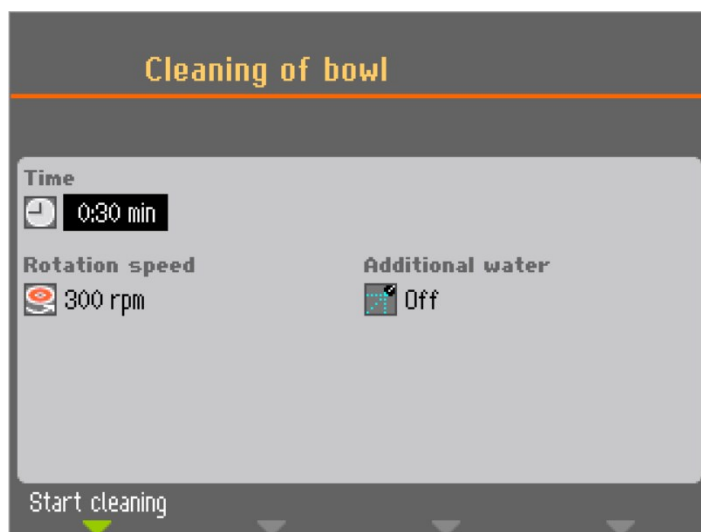 Cleaning of bowl
Time
0:30 min
Rotation speed
Additional water
300 rpm
Off
Start cleaning